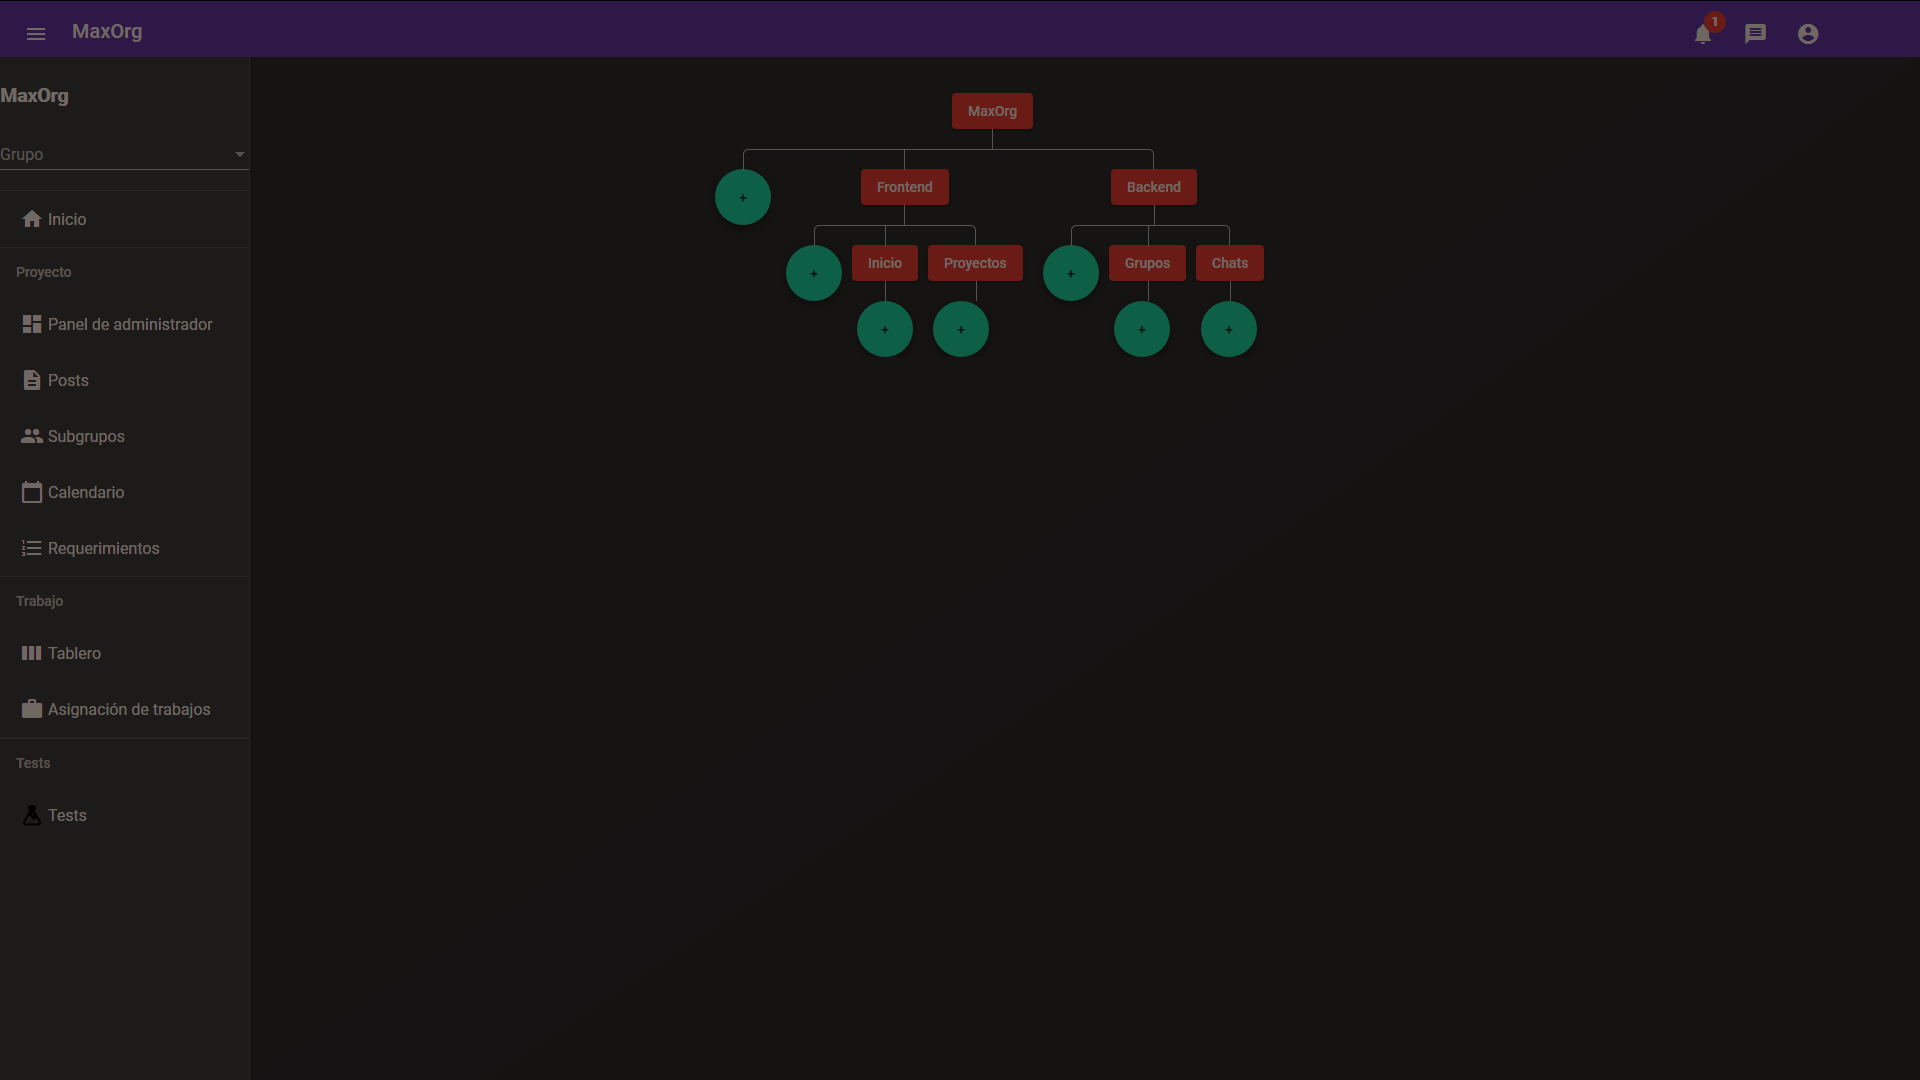 MaxOrg
1
MaxOrg
Grupo
Inicio
Proyecto
Panel de administrador
Posts
Subgrupos
Calendario
Requerimientos
Trabajo
Tablero
Asignación de trabajos
Tests
Tests
MaxOrg
+
Frontend
Backend
+
Inicio
Proyectos
+
Grupos
Chats
+
+
+
+